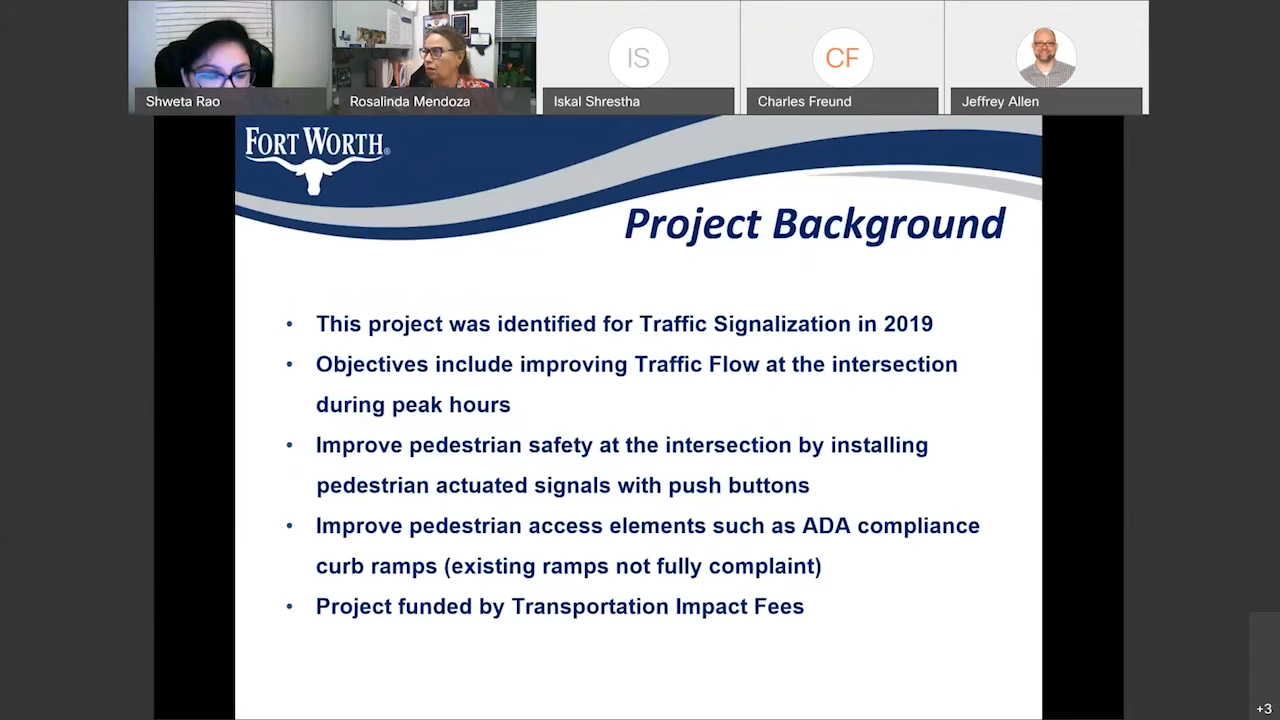 Shweta Rao
Rosalinda Mendoza
IS
Iskal Shrestha
CF
Charles Freund
Jeffrey Allen
FORT WORTH®
Project Background
• This project was identified for Traffic Signalization in 2019
• Objectives include improving Traffic Flow at the intersection
during peak hours
• Improve pedestrian safety at the intersection by installing
pedestrian actuated signals with push buttons
• Improve pedestrian access elements such as ADA compliance
curb ramps (existing ramps not fully complaint)
• Project funded by Transportation Impact Fees
+3